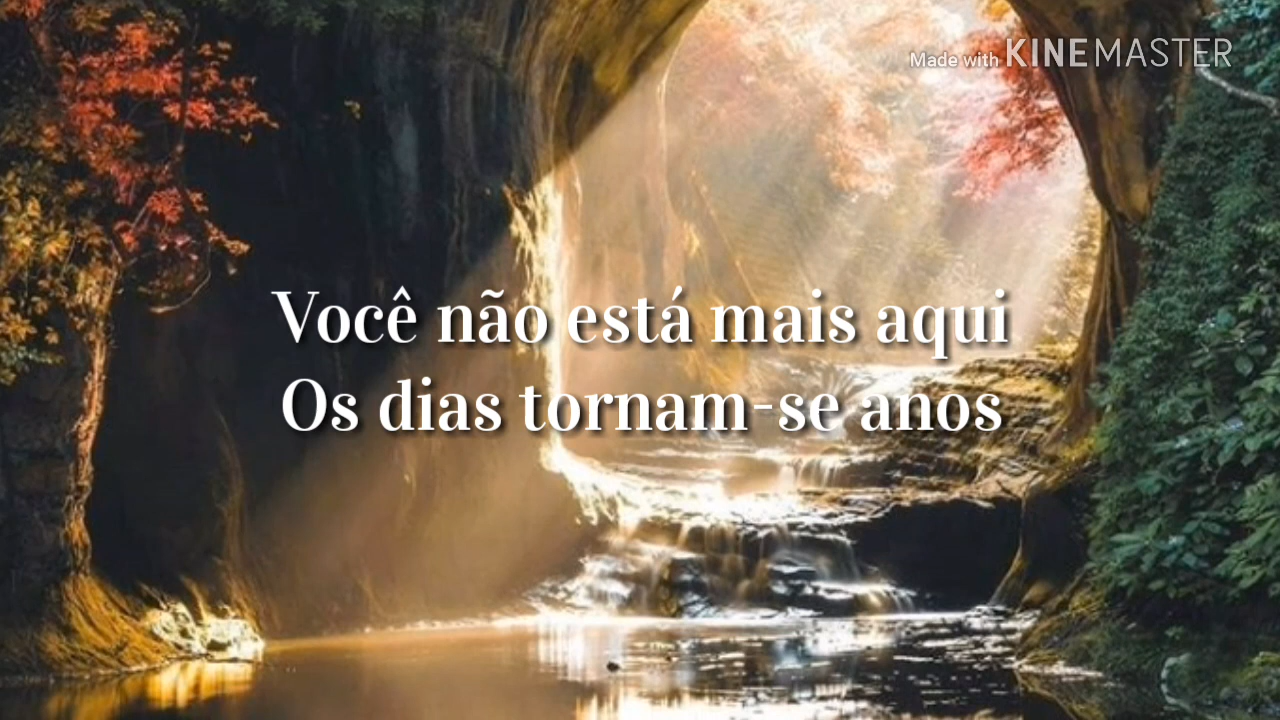 Made with KINEMASTER
Você não está mais aqui
Os dias tornam-se anos